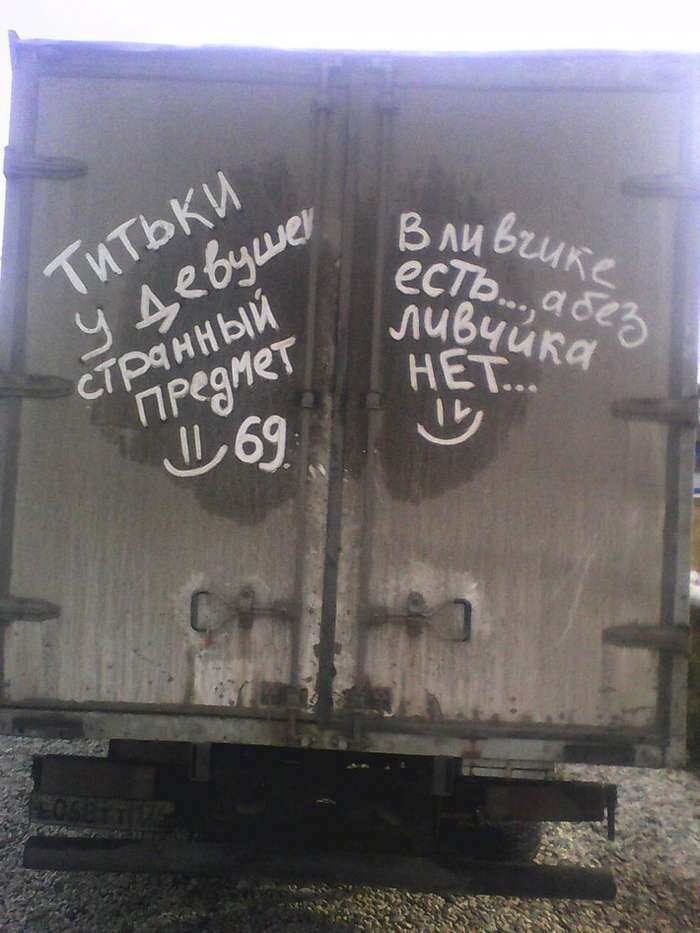 Титьки
у девушек
странный
предмет
69.
В ливчике
есть..., а без
ливчика
нет...